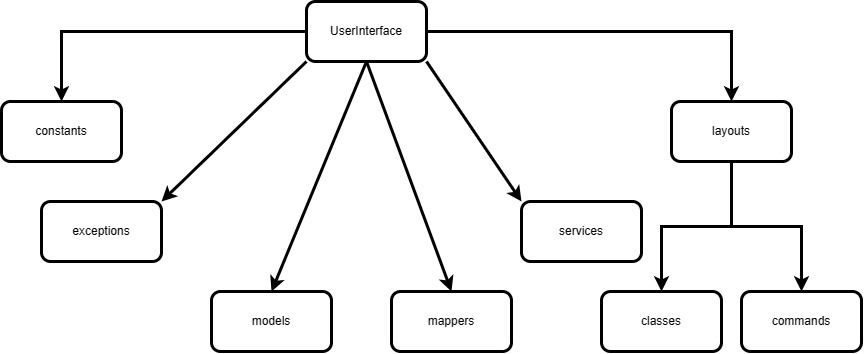 UserInterface
constants
layouts
exceptions
services
models
mappers
classes
commands